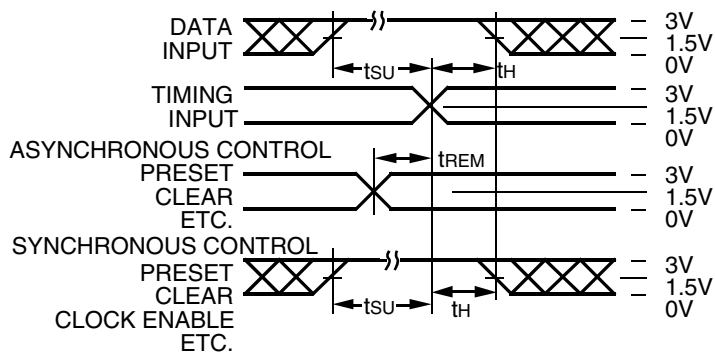 DATA
INPUT
3V
1.5V
0V
tSU
tH
TIMING
INPUT
3V
1.5V
0V
ASYNCHRONOUS CONTROL
PRESET
CLEAR
ETC.
tREM
3V
1.5V
0V
SYNCHRONOUS CONTROL
PRESET
CLEAR
CLOCK ENABLE
ETC.
tSU
tH
3V
1.5V
0V